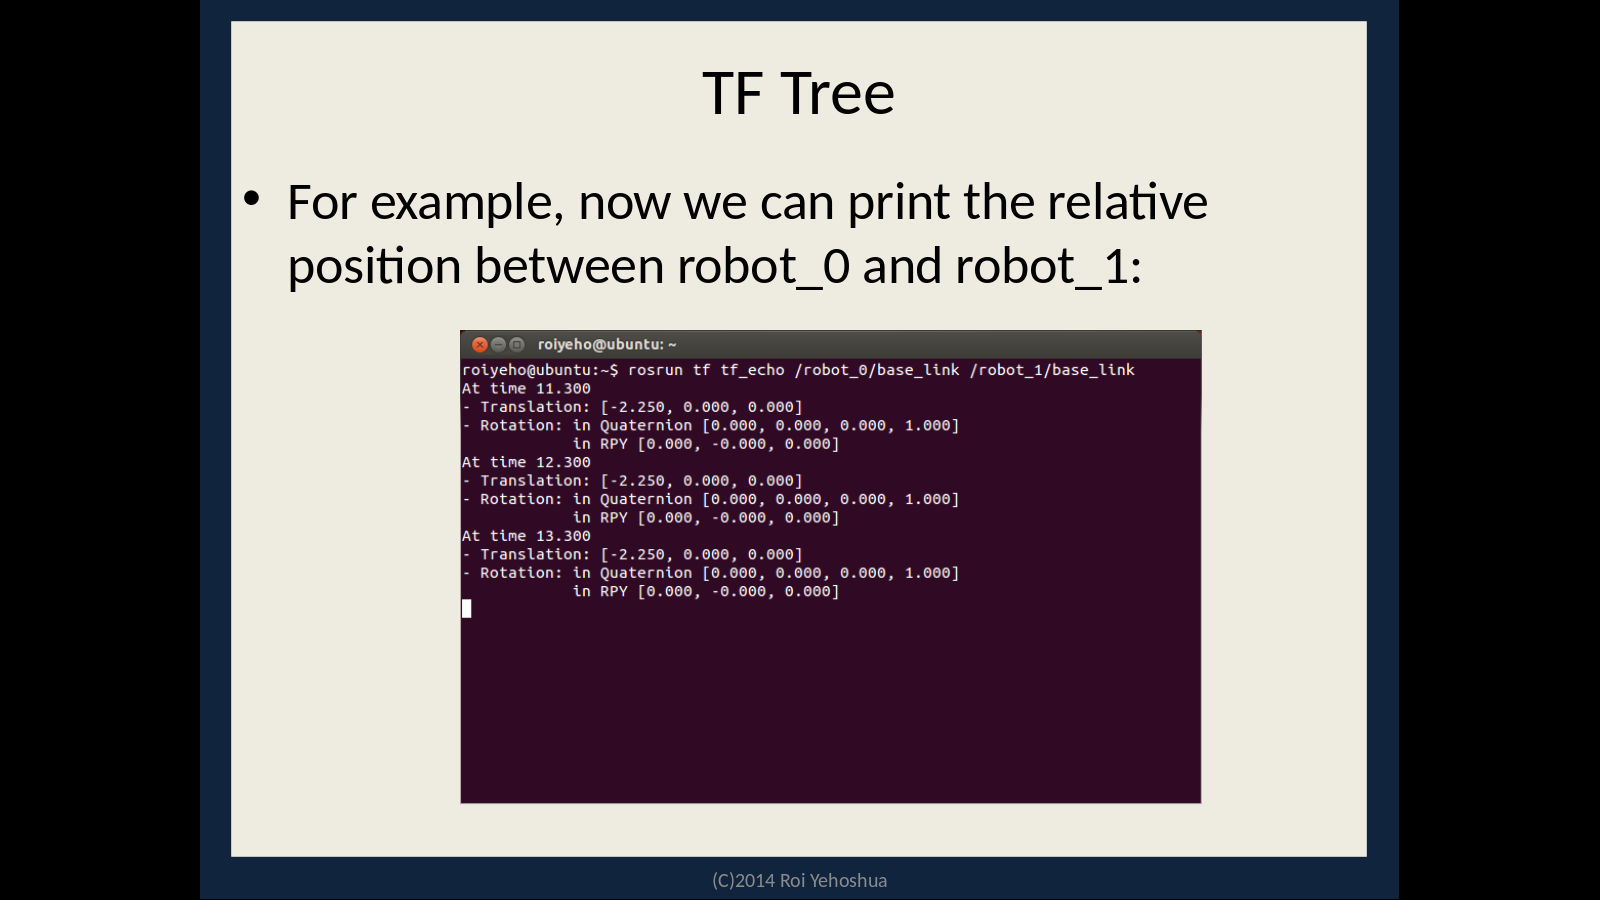 TF Tree
• For example, now we can print the relative
position between robot_0 and robot_1:
roiyeho@ubuntu: ~
roiyeho@ubuntu:~$ rosrun tf tf_echo /robot_0/base_link /robot_1/base_link
At time 11.300
- Translation: [-2.250, 0.000, 0.000]
- Rotation: in Quaternion [0.000, 0.000, 0.000, 1.000]
            in RPY [0.000, -0.000, 0.000]
At time 12.300
- Translation: [-2.250, 0.000, 0.000]
- Rotation: in Quaternion [0.000, 0.000, 0.000, 1.000]
            in RPY [0.000, -0.000, 0.000]
At time 13.300
- Translation: [-2.250, 0.000, 0.000]
- Rotation: in Quaternion [0.000, 0.000, 0.000, 1.000]
            in RPY [0.000, -0.000, 0.000]
(C)2014 Roi Yehoshua